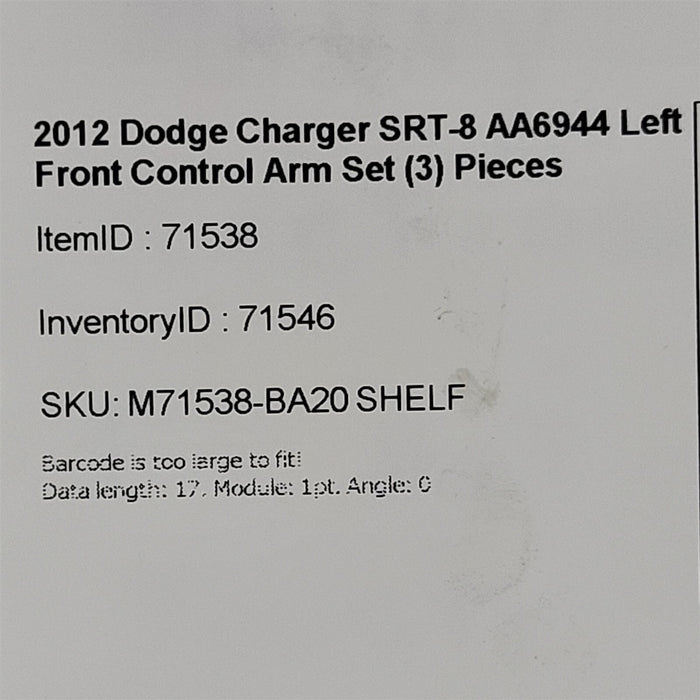 2012 Dodge Charger SRT-8 AA6944 Left
Front Control Arm Set (3) Pieces
ItemID : 71538
InventoryID : 71546
SKU: M71538-BA20 SHELF
Barcode is too large to fit!
Data length: 17. Module: 1pt. Angle: 0